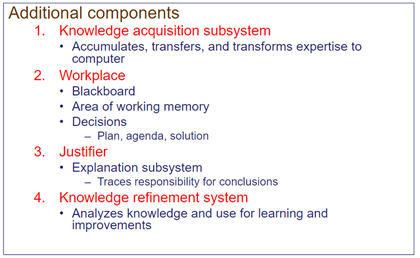 Additional components
1. Knowledge acquisition subsystem
• Accumulates, transfers, and transforms expertise to
computer
2. Workplace
• Blackboard
• Area of working memory
• Decisions
– Plan, agenda, solution
3. Justifier
• Explanation subsystem
– Traces responsibility for conclusions
4. Knowledge refinement system
• Analyzes knowledge and use for learning and
improvements